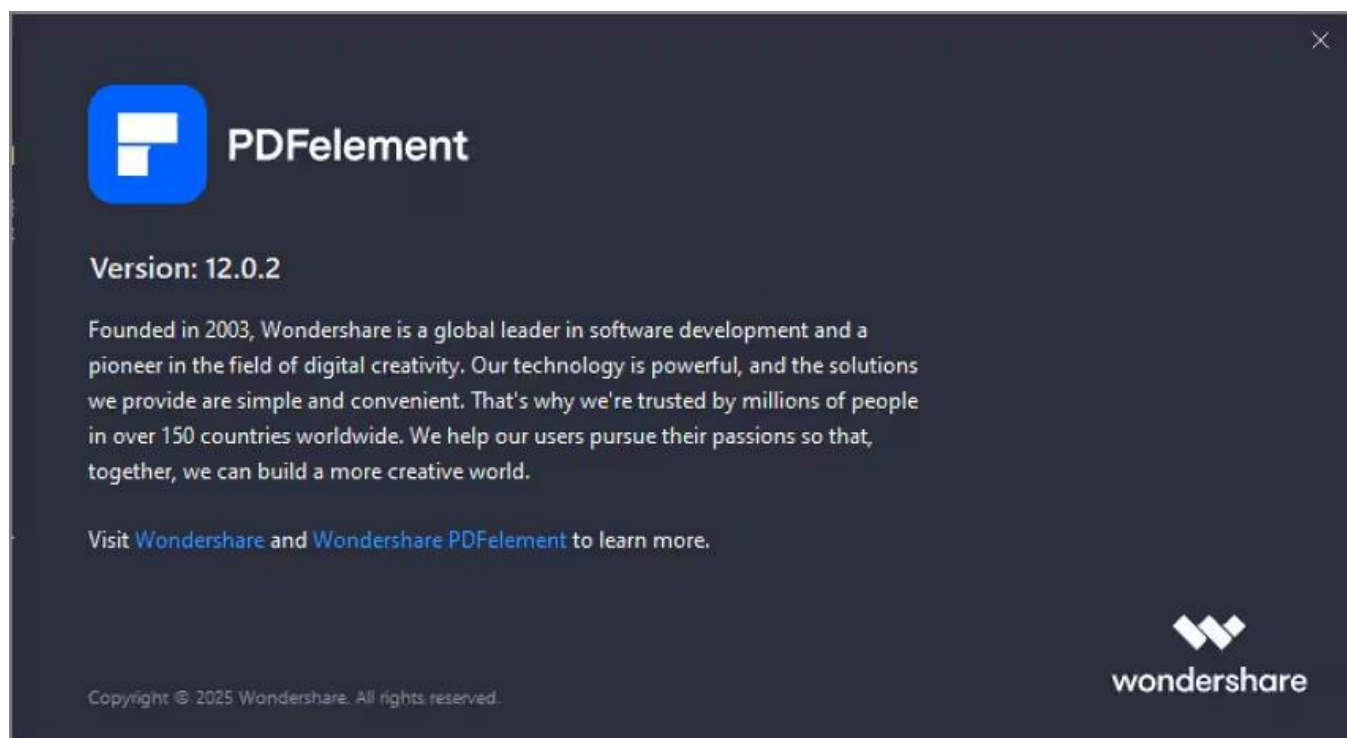 PDFelement
Version: 12.0.2
Founded in 2003, Wondershare is a global leader in software development and a
pioneer in the field of digital creativity. Our technology is powerful, and the solutions
we provide are simple and convenient. That's why we're trusted by millions of people
in over 150 countries worldwide. We help our users pursue their passions so that,
together, we can build a more creative world.
Visit Wondershare and Wondershare PDFelement to learn more.
wondershare
Copyright © 2025 Wondershare. All rights reserved.